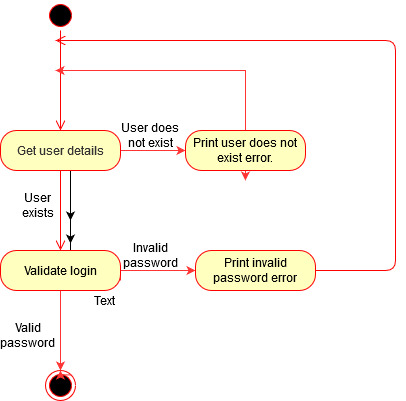 User does
not exist
Get user details
Print user does not
exist error.
User
exists
Invalid
password
Validate login
Print invalid
password error
Text
Valid
password